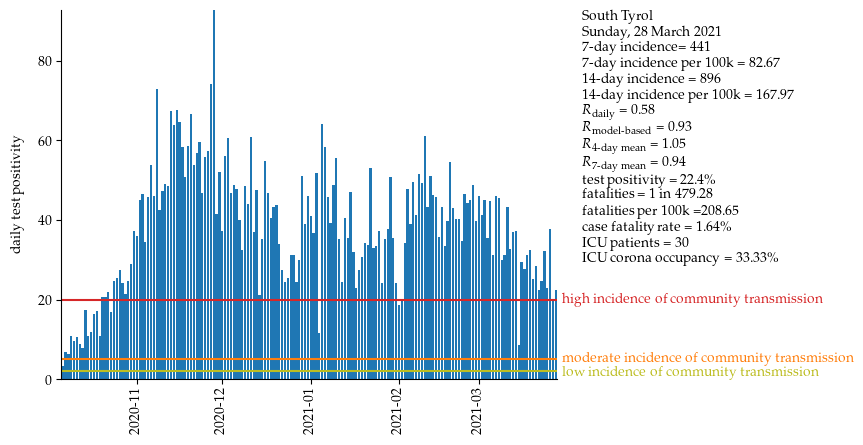 South Tyrol
Sunday, 28 March 2021
7-day incidence= 441
7-day incidence per 100k = 82.67
14-day incidence = 896
14-day incidence per 100k = 167.97
R daily = 0.58
R model-based = 0.93
R 4-day mean = 1.05
R 7-day mean = 0.94
test positivity = 22.4%
fatalities = 1 in 479.28
fatalities per 100k =208.65
case fatality rate = 1.64%
ICU patients = 30
ICU corona occupancy = 33.33%
daily test positivity
80
60
40
20
0
high incidence of community transmission
moderate incidence of community transmission
low incidence of community transmission
2020-11
2020-12
2021-01
2021-02
2021-03